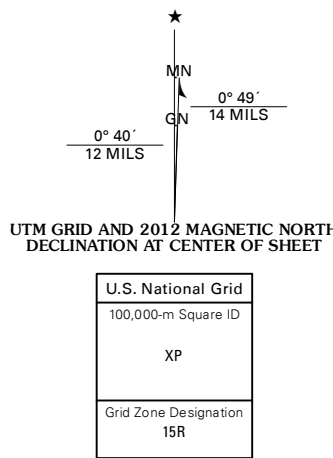 ★
MN
0° 49´
14 MILS
GN
0° 40´
12 MILS
UTM GRID AND 2012 MAGNETIC NORTH
DECLINATION AT CENTER OF SHEET
U.S. National Grid
100,000-m Square ID
XP
Grid Zone Designation
15R